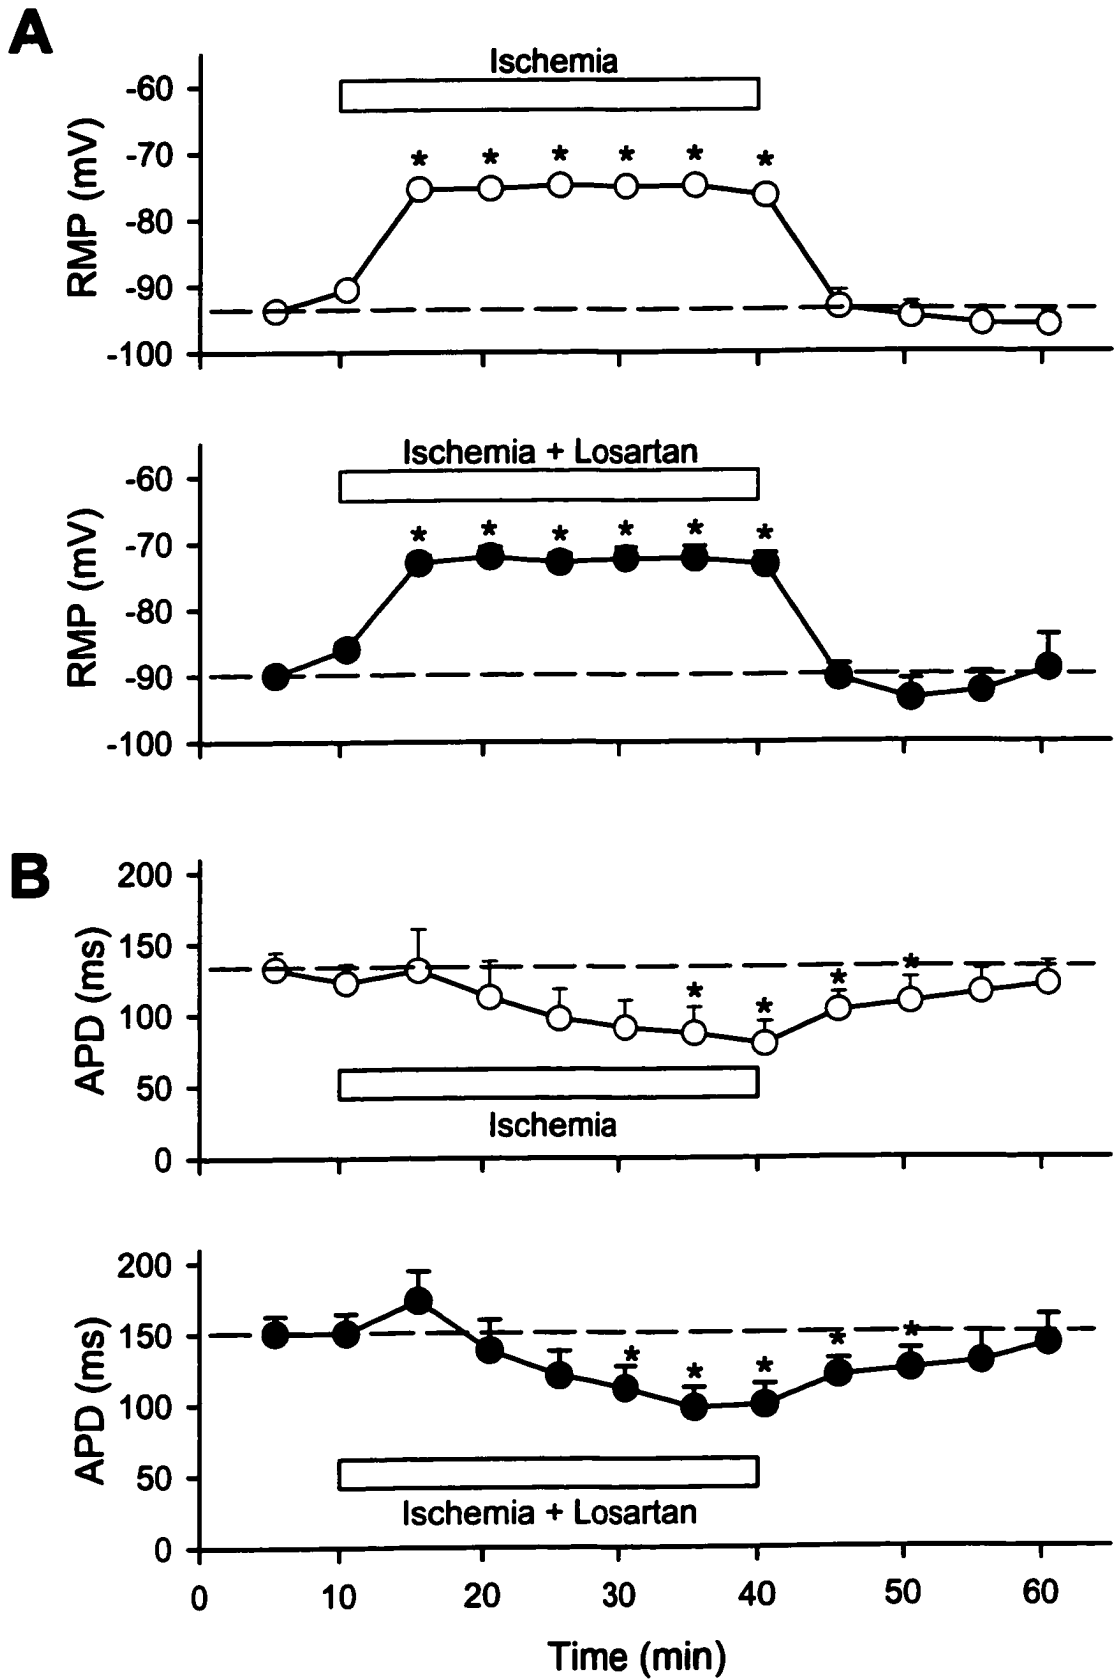 A
Ischemia
RMP (mV)
-60
-70
-80
-90
-100
* * * * * *
Ischemia + Losartan
RMP (mV)
-60
-70
-80
-90
-100
* * * * * *
B
APD (ms)
200
150
100
50
0
* * * *
Ischemia
APD (ms)
200
150
100
50
0
* * * * *
Ischemia + Losartan
0 10 20 30 40 50 60
Time (min)